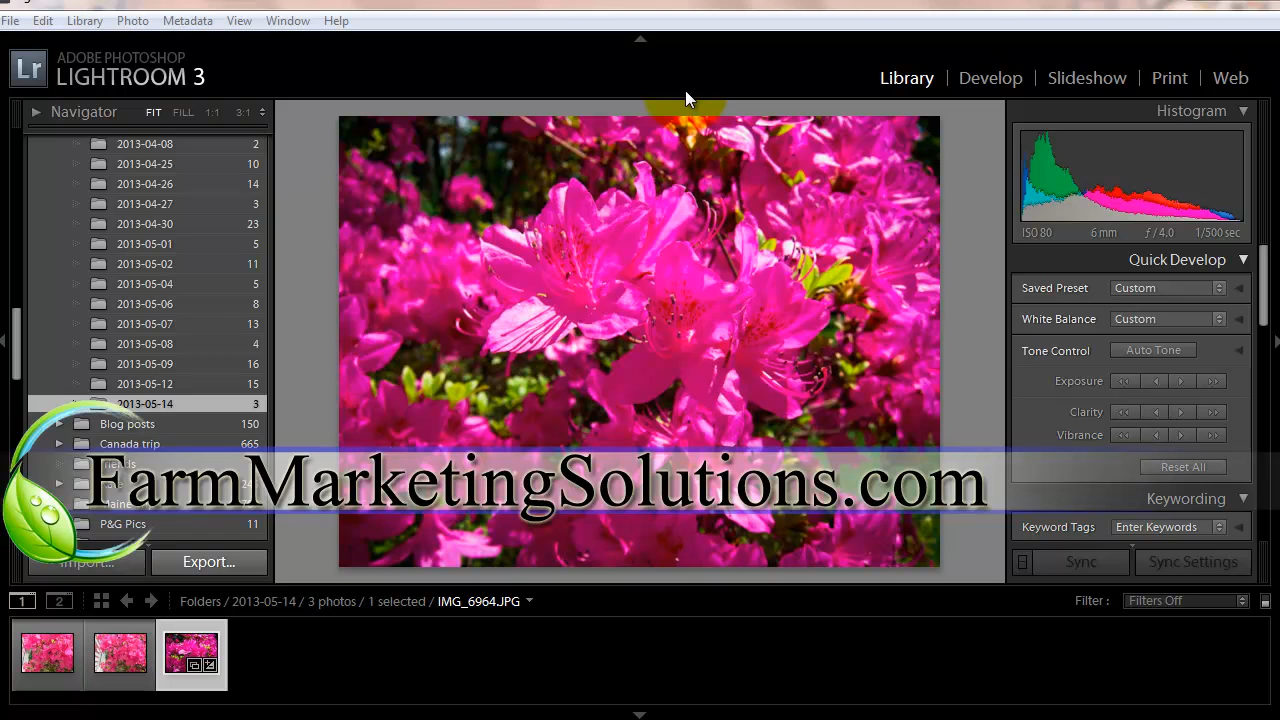 File Edit Library Photo Metadata View Window Help
Lr ADOBE PHOTOSHOP
LIGHTROOM 3
Library | Develop | Slideshow | Print | Web
Navigator FIT FILL 1:1 3:1
2013-04-08 2
2013-04-25 10
2013-04-26 14
2013-04-27 3
2013-04-30 23
2013-05-01 5
2013-05-02 11
2013-05-04 5
2013-05-06 8
2013-05-07 13
2013-05-08 4
2013-05-09 16
2013-05-12 15
2013-05-14 3
Blog posts 150
Canada trip 665
P&G Pics 11
Import... Export...
Histogram
ISO 80 6 mm ƒ / 4.0 1/500 sec
Quick Develop
Saved Preset Custom
White Balance Custom
Tone Control Auto Tone
Exposure
Clarity
Vibrance
Reset All
Keywording
Keyword Tags Enter Keywords
Sync Sync Settings
FarmMarketingSolutions.com
1 2 Folders / 2013-05-14 / 3 photos / 1 selected / IMG_6964.JPG
Filter : Filters Off